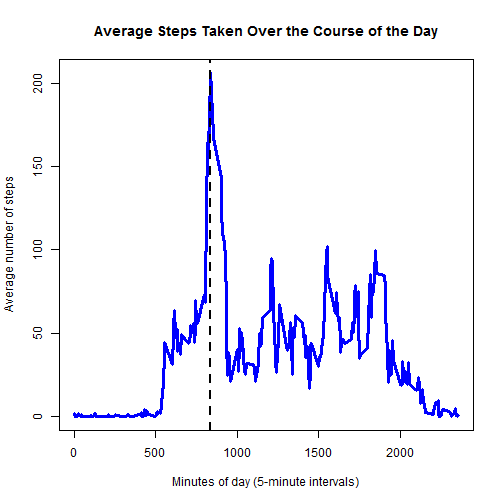 Average Steps Taken Over the Course of the Day
Average number of steps
200
150
100
50
0
0 500 1000 1500 2000
Minutes of day (5-minute intervals)